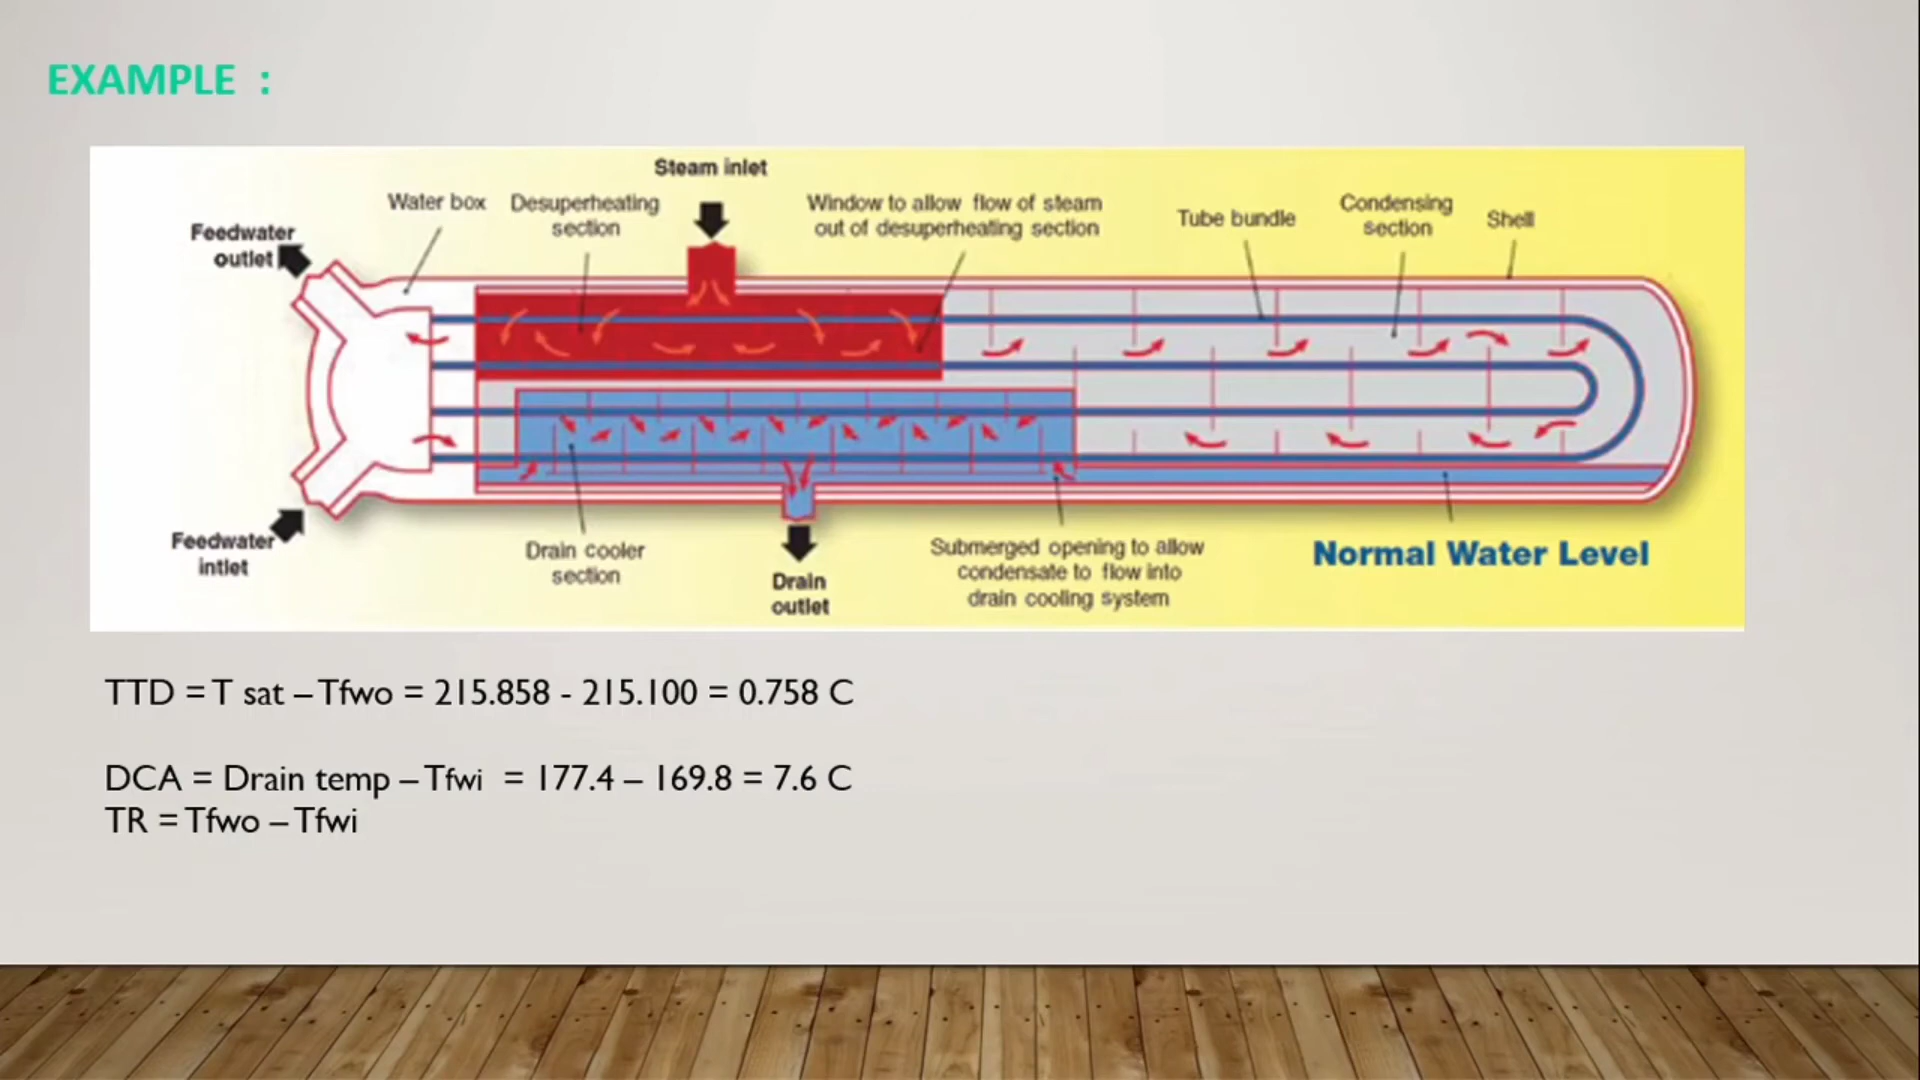 EXAMPLE :
Steam inlet
Water box
Desuperheating
section
Window to allow flow of steam
out of desuperheating section
Tube bundle
Condensing
section
Shell
Feedwater
outlet
Feedwater
intlet
Drain cooler
section
Drain
outlet
Submerged opening to allow
condensate to flow into
drain cooling system
Normal Water Level
TTD = T sat – Tfwo = 215.858 - 215.100 = 0.758 C
DCA = Drain temp – Tfwi = 177.4 – 169.8 = 7.6 C
TR = Tfwo – Tfwi